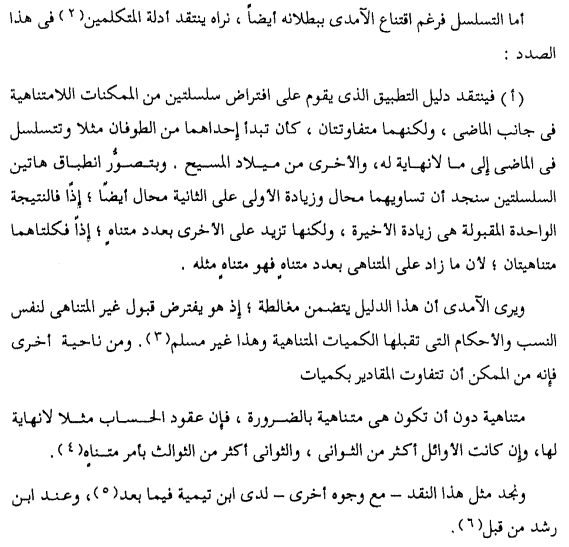 أما التسلسل فرغم اقتناع الآمدى ببطلانه أيضاً ، نراه ينتقد أدلة المتكلمين(٢) فى هذا
الصدد :
(أ) فينتقد دليل التطبيق الذى يقوم على افتراض سلسلتين من الممكنات اللامتناهية
فى جانب الماضى ، ولكنهما متفاوتتان ، كأن تبدأ إحداهما من الطوفان مثلا وتتسلسل
فى الماضى إلى ما لانهاية له، والأخرى من ميلاد المسيح . وبتصوُّر انطباق هاتين
السلسلتين سنجد أن تساويهما محال وزيادة الأولى على الثانية محال أيضًا ؛ إذًا فالنتيجة
الواحدة المقبولة هى زيادة الأخيرة ، ولكنها تزيد على الأخرى بعدد متناهٍ ؛ إذاً فكلتاهما
متناهيتان ؛ لأن ما زاد على المتناهى بعدد متناهٍ فهو متناهٍ مثله .
ويرى الآمدى أن هذا الدليل يتضمن مغالطة ؛ إذ هو يفترض قبول غير المتناهى لنفس
النسب والأحكام التى تقبلها الكميات المتناهية وهذا غير مسلم(٣). ومن ناحية أخرى
فإنه من الممكن أن تتفاوت المقادير بكميات
متناهية دون أن تكون هى متناهية بالضرورة ، فإن عقود الحساب مثلا لانهاية
لها، وإن كانت الأوائل أكثر من الثوانى ، والثوانى أكثر من الثوالث بأمر متناهٍ(٤).
ونجد مثل هذا النقد – مع وجوه أخرى – لدى ابن تيمية فيما بعد(٥)، وعند ابن
رشد من قبل(٦).